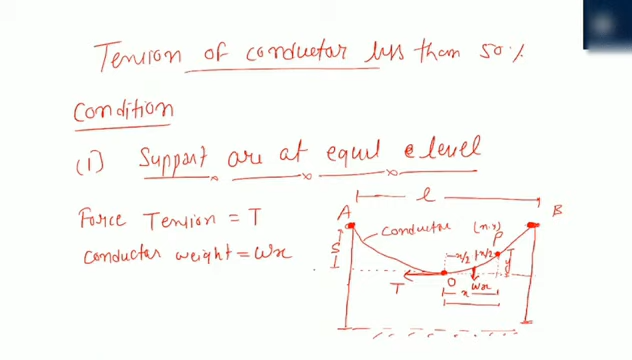 Tension of conductor less than 50%
Condition
(1) Support are at equil e level
Force Tension = T
Conductor weight = wx
l
A
B
Conductor
(x,y)
P
S
x/2
x/2
y
T
O
wx
x